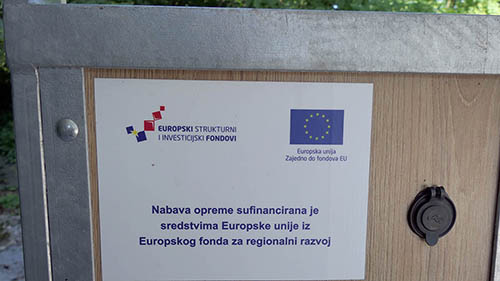 EUROPSKI STRUKTURNI
I INVESTICIJSKI FONDOVI
Europska unija
Zajedno do fondova EU
Nabava opreme sufinancirana je
sredstvima Europske unije iz
Europskog fonda za regionalni razvoj